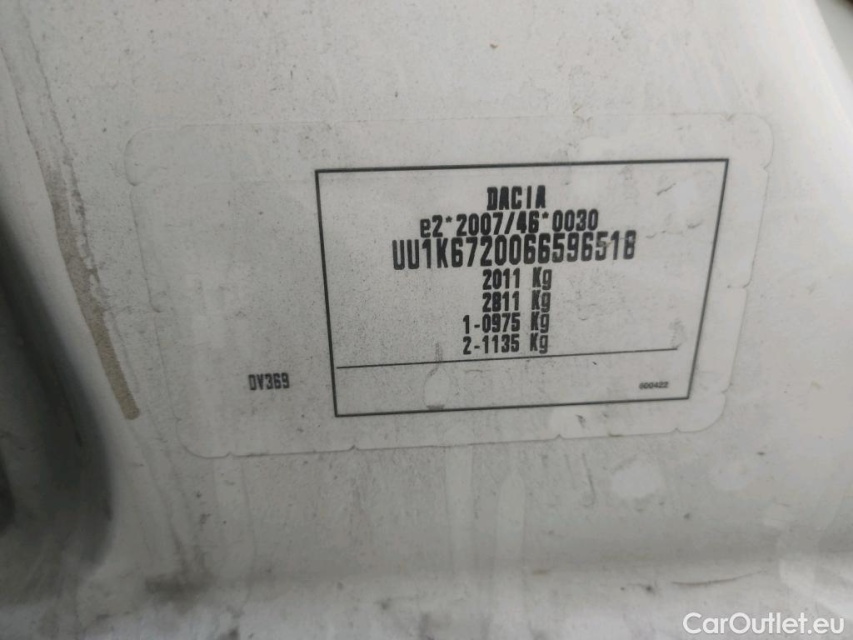 DACIA
e2*2007/46*0030
UU1K6720066596518
2011 Kg
2811 Kg
1-0975 Kg
2-1135 Kg
DV369
000422
CarOutlet.eu